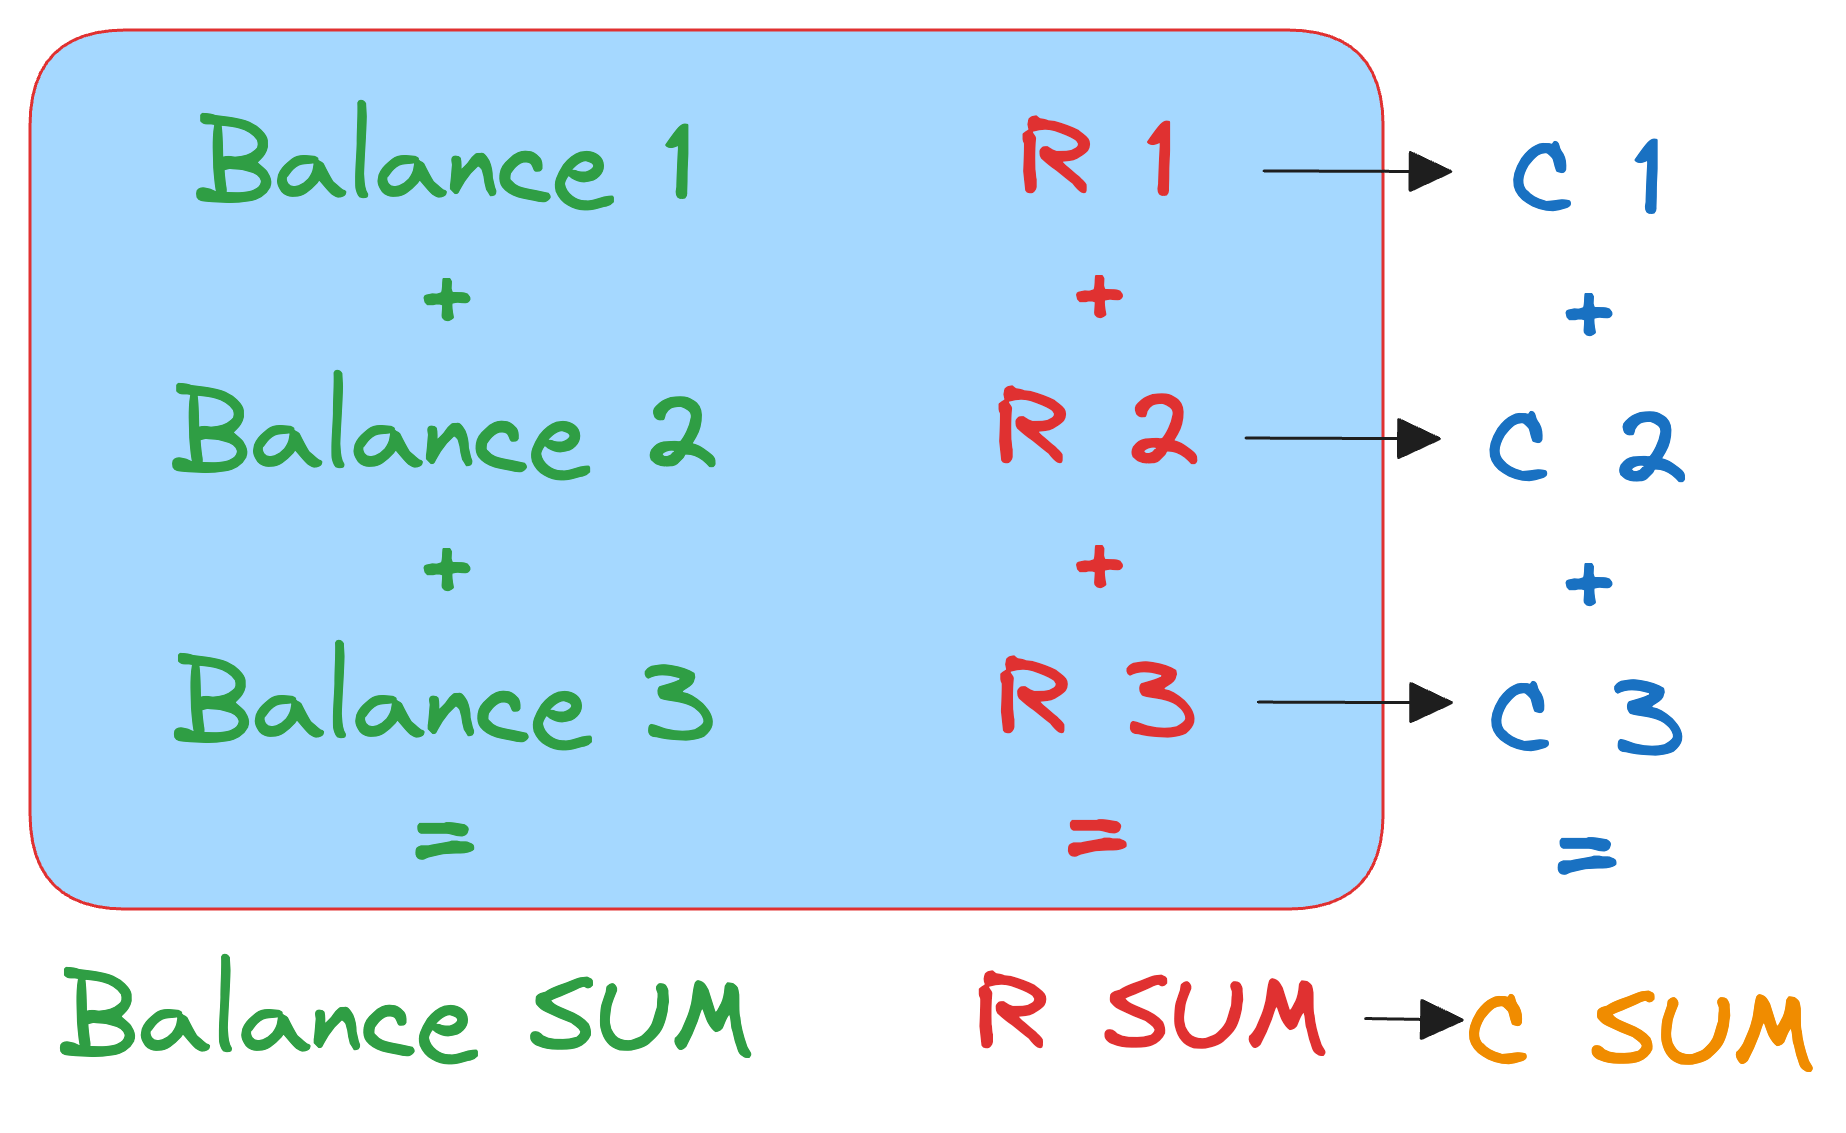 Balance 1 R 1 C 1
+ + +
Balance 2 R 2 C 2
+ + +
Balance 3 R 3 C 3
= = =
Balance SUM R SUM C SUM